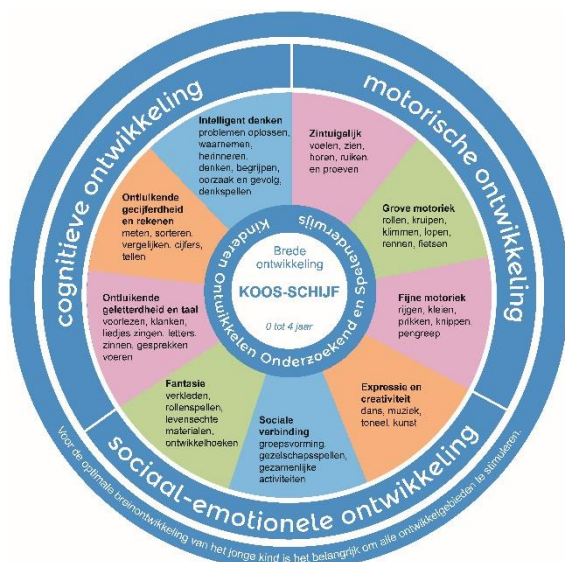 cognitieve ontwikkeling
motorische ontwikkeling
sociaal-emotionele ontwikkeling
Voor de optimale breinontwikkeling van het jonge kind is het belangrijk om alle ontwikkelgebieden te stimuleren.
Intelligent denken
problemen oplossen,
waarnemen,
herinneren.
denken, begrijpen,
oorzaak en gevolg,
denkspellen
Zintuigelijk
voelen, zien,
horen, ruiken.
en proeven
Grove motoriek
rollen, kruipen,
klimmen, lopen,
rennen, fietsen
Fijne motoriek
rijgen, kleien,
prikken, knippen.
pengreep
Expressie en
creativiteit
dans, muziek,
toneel. kunst
Sociale
verbinding
groepsvorming.
gezelschapsspellen,
gezamenlijke
activiteiten
Fantasie
verkleden,
rollenspellen,
levensechte
materialen,
ontwikkelhoeken
Ontluikende
geletterdheid en taal
voorlezen, klanken,
liedjes zingen. letters.
zinnen. gesprekken
voeren
Ontluikende
gecijferdheid
en rekenen
meten, sorteren.
vergelijken. cijfers,
tellen
Kinderen Ontwikkelen Onderzoekend en Spelenderwijs
Brede
ontwikkeling
KOOS-SCHIJF
0 tot 4 jaar